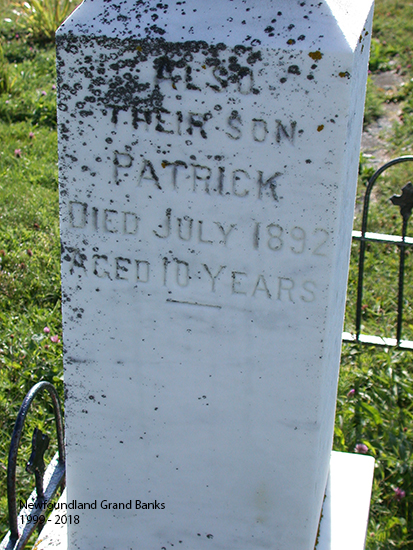 ALSO
THEIR SON
PATRICK
DIED JULY 1892
AGED 10 YEARS
Newfoundland Grand Banks
1999 - 2018